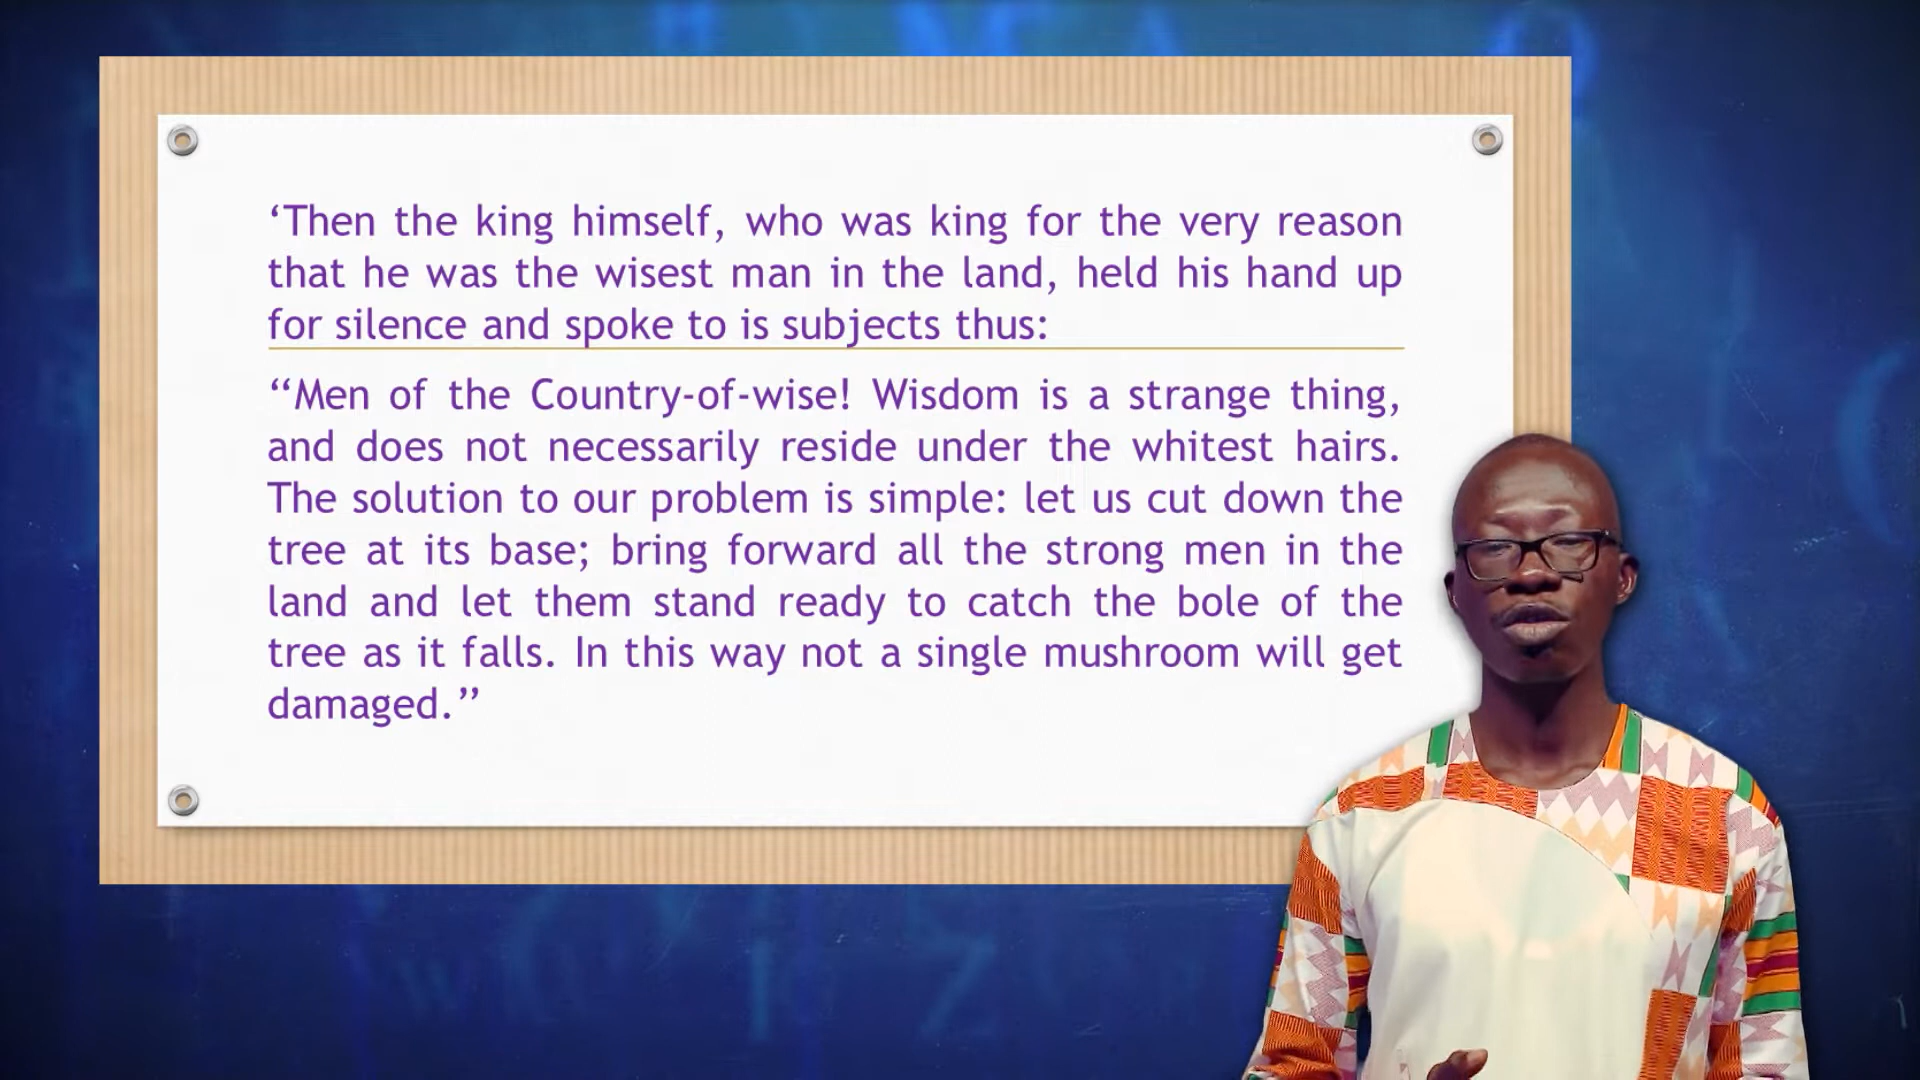 ‘Then the king himself, who was king for the very reason
that he was the wisest man in the land, held his hand up
for silence and spoke to is subjects thus:
“Men of the Country-of-wise! Wisdom is a strange thing,
and does not necessarily reside under the whitest hairs.
The solution to our problem is simple: let us cut down the
tree at its base; bring forward all the strong men in the
land and let them stand ready to catch the bole of the
tree as it falls. In this way not a single mushroom will get
damaged.”